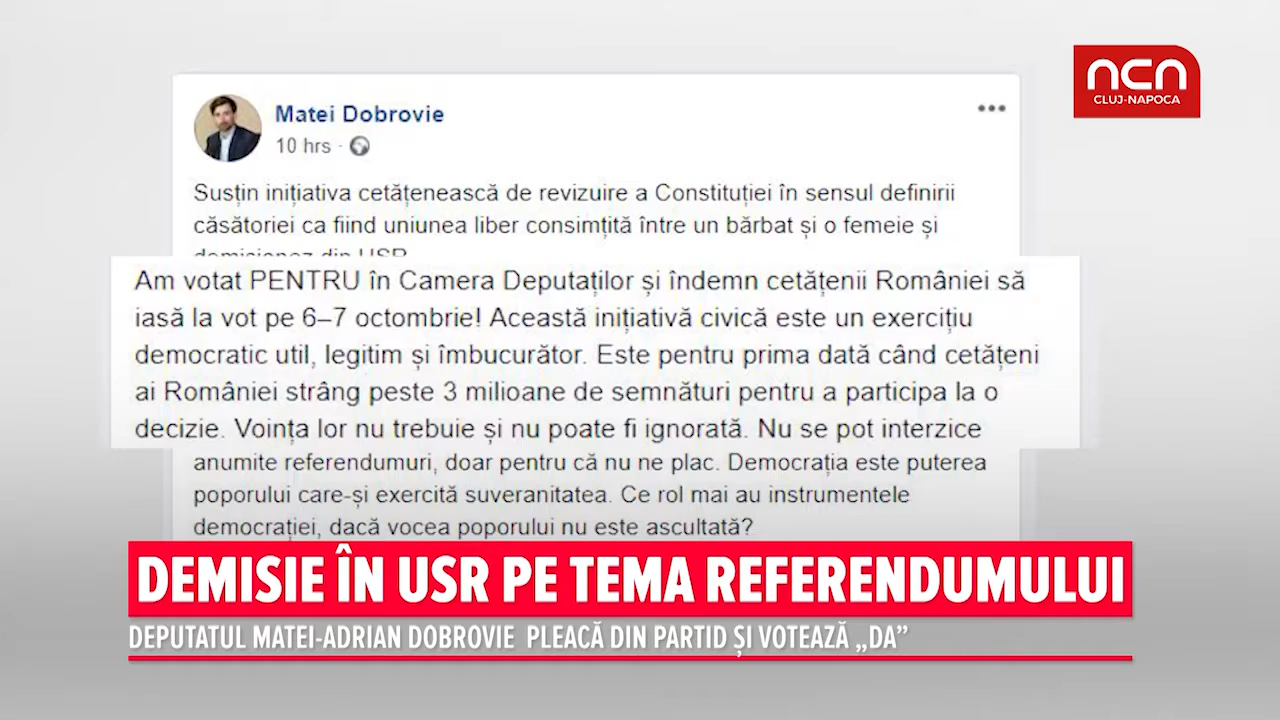 ncn
CLUJ-NAPOCA
Matei Dobrovie
10 hrs ·
Susțin inițiativa cetățenească de revizuire a Constituției în sensul definirii
căsătoriei ca fiind uniunea liber consimțită între un bărbat și o femeie și
demisionez din USR
Am votat PENTRU în Camera Deputaților și îndemn cetățenii României să
iasă la vot pe 6–7 octombrie! Această inițiativă civică este un exercițiu
democratic util, legitim și îmbucurător. Este pentru prima dată când cetățeni
ai României strâng peste 3 milioane de semnături pentru a participa la o
decizie. Voința lor nu trebuie și nu poate fi ignorată. Nu se pot interzice
anumite referendumuri, doar pentru că nu ne plac. Democrația este puterea
poporului care-și exercită suveranitatea. Ce rol mai au instrumentele
democrației, dacă vocea poporului nu este ascultată?
DEMISIE ÎN USR PE TEMA REFERENDUMULUI
DEPUTATUL MATEI-ADRIAN DOBROVIE PLEACĂ DIN PARTID ȘI VOTEAZĂ „DA”